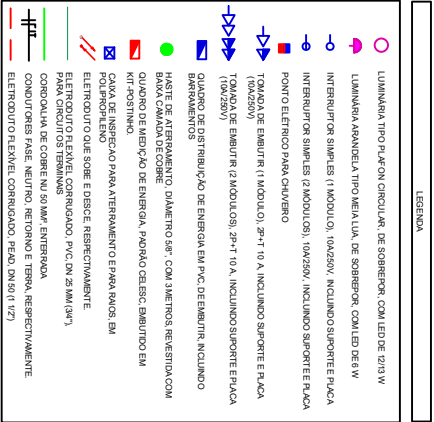 LEGENDA
LUMINÁRIA TIPO PLAFON CIRCULAR, DE SOBREPOR, COM LED DE 12/13 W
LUMINÁRIA ARANDELA TIPO MEIA LUA, DE SOBREPOR, COM LED DE 6 W
INTERRUPTOR SIMPLES (1 MÓDULO), 10A/250V, INCLUINDO SUPORTE E PLACA
INTERRUPTOR SIMPLES (2 MÓDULOS), 10A/250V, INCLUINDO SUPORTE E PLACA
PONTO ELÉTRICO PARA CHUVEIRO
TOMADA DE EMBUTIR (1 MÓDULO), 2P+T 10 A, INCLUINDO SUPORTE E PLACA
(10A/250V)
TOMADA DE EMBUTIR (2 MÓDULOS), 2P+T 10 A, INCLUINDO SUPORTE E PLACA
(10A/250V)
QUADRO DE DISTRIBUIÇÃO DE ENERGIA EM PVC, DE EMBUTIR, INCLUINDO
BARRAMENTOS
HASTE DE ATERRAMENTO, DIÂMETRO 5/8", COM 3 METROS, REVESTIDA COM
BAIXA CAMADA DE COBRE
QUADRO DE MEDIÇÃO DE ENERGIA, PADRÃO CELESC, EMBUTIDO EM
KIT-POSTINHO.
CAIXA DE INSPEÇÃO PARA ATERRAMENTO E PARA RAIOS, EM
POLIPROPILENO
ELETRODUTO QUE SOBE E DESCE, RESPECTIVAMENTE.
ELETRODUTO FLEXÍVEL CORRUGADO, PVC, DN 25 MM (3/4"),
PARA CIRCUITOS TERMINAIS
CORDOALHA DE COBRE NU 50 MM², ENTERRADA
CONDUTORES FASE, NEUTRO, RETORNO E TERRA, RESPECTIVAMENTE.
ELETRODUTO FLEXÍVEL CORRUGADO, PEAD, DN 50 (1 1/2")